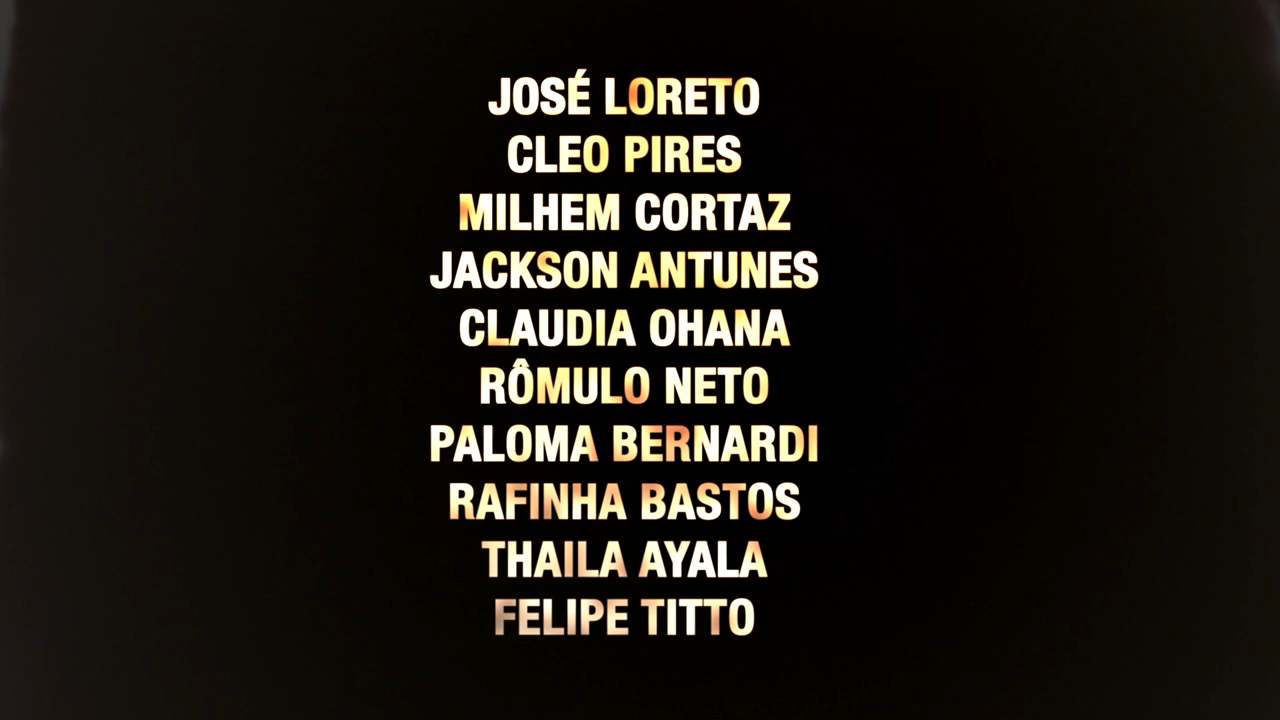 JOSÉ LORETO
CLEO PIRES
MILHEM CORTAZ
JACKSON ANTUNES
CLAUDIA OHANA
RÔMULO NETO
PALOMA BERNARDI
RAFINHA BASTOS
THAILA AYALA
FELIPE TITTO